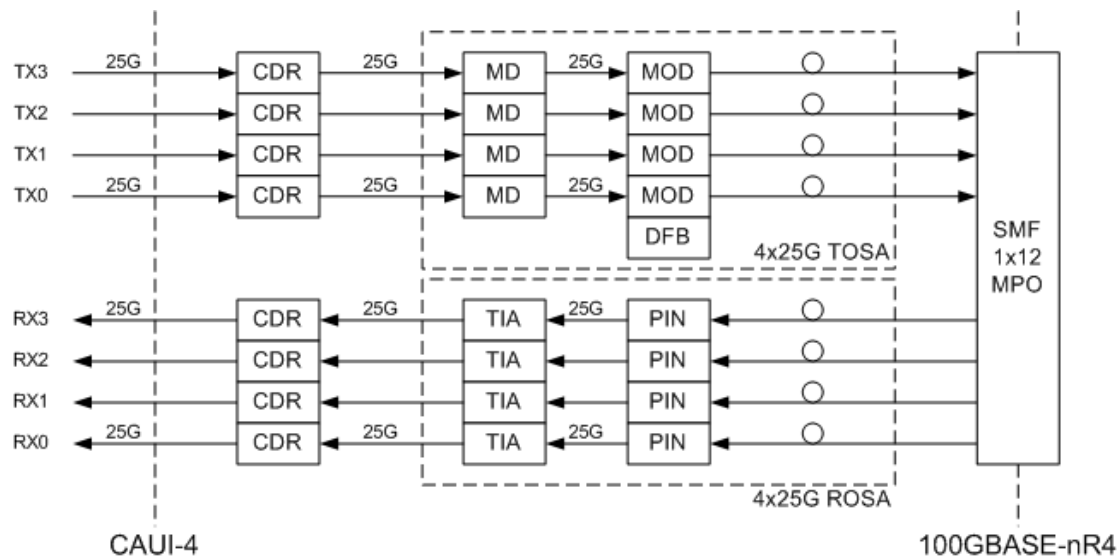 TX3 25G CDR 25G MD 25G MOD
TX2 CDR MD MOD
TX1 CDR MD MOD
TX0 25G CDR 25G MD 25G MOD
DFB
4x25G TOSA
SMF
1x12
MPO
RX3 25G CDR 25G TIA 25G PIN
RX2 CDR TIA PIN
RX1 CDR TIA PIN
RX0 25G CDR 25G TIA 25G PIN
4x25G ROSA
CAUI-4 100GBASE-nR4